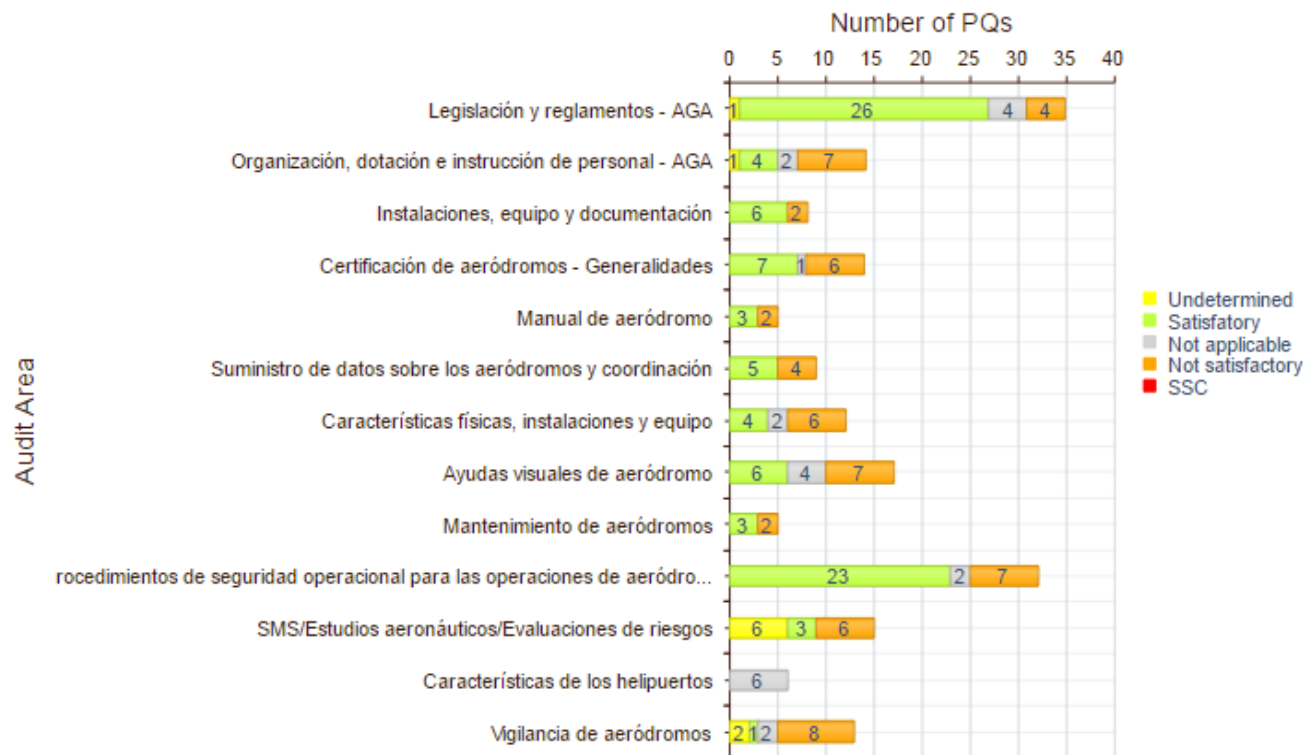 Number of PQs
0 5 10 15 20 25 30 35 40
Legislación y reglamentos - AGA 1 26 4 4
Organización, dotación e instrucción de personal - AGA 1 4 2 7
Instalaciones, equipo y documentación 6 2
Certificación de aeródromos - Generalidades 7 1 6
Manual de aeródromo 3 2
Suministro de datos sobre los aeródromos y coordinación 5 4
Características físicas, instalaciones y equipo 4 2 6
Ayudas visuales de aeródromo 6 4 7
Mantenimiento de aeródromos 3 2
rocedimientos de seguridad operacional para las operaciones de aeródro... 23 2 7
SMS/Estudios aeronáuticos/Evaluaciones de riesgos 6 3 6
Características de los helipuertos 6
Vigilancia de aeródromos 2 1 2 8
Audit Area
Undetermined
Satisfatory
Not applicable
Not satisfactory
SSC